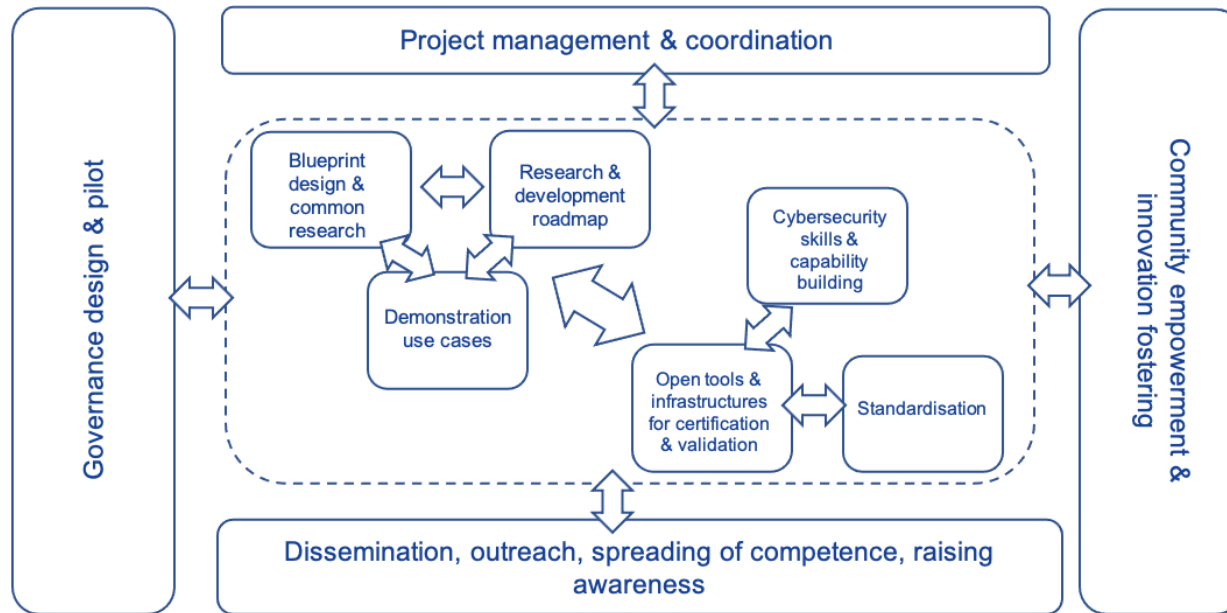 Project management & coordination
Governance design & pilot
Blueprint
design &
common
research
Research &
development
roadmap
Demonstration
use cases
Cybersecurity
skills &
capability
building
Open tools &
infrastructures
for certification
& validation
Standardisation
Community empowerment &
innovation fostering
Dissemination, outreach, spreading of competence, raising
awareness